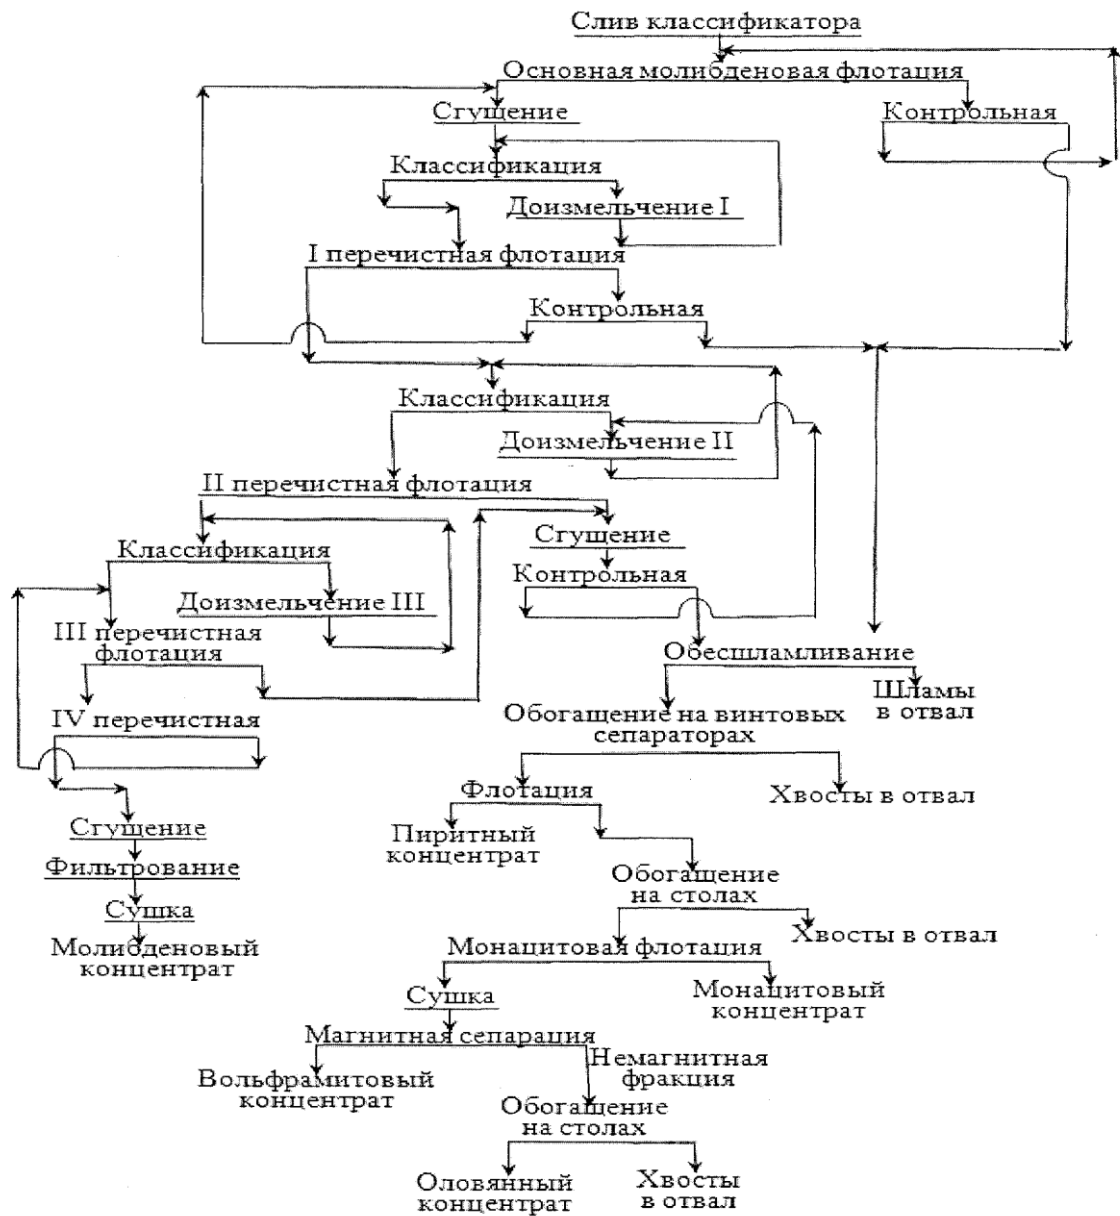 Слив классификатора
Основная молибденовая флотация
Сгущение
Контрольная
Классификация
Доизмельчение I
I перечистная флотация
Контрольная
Классификация
Доизмельчение II
II перечистная флотация
Сгущение
Классификация
Контрольная
Доизмельчение III
III перечистная
флотация
Обесшламливание
Шламы
в отвал
IV перечистная
Обогащение на винтовых
сепараторах
Флотация
Хвосты в отвал
Сгущение
Пиритный
концентрат
Фильтрование
Обогащение
на столах
Сушка
Хвосты в отвал
Молибденовый
концентрат
Монацитовая флотация
Сушка
Монацитовый
концентрат
Магнитная сепарация
Немагнитная
фракция
Вольфрамитовый
концентрат
Обогащение
на столах
Оловянный
концентрат
Хвосты
в отвал